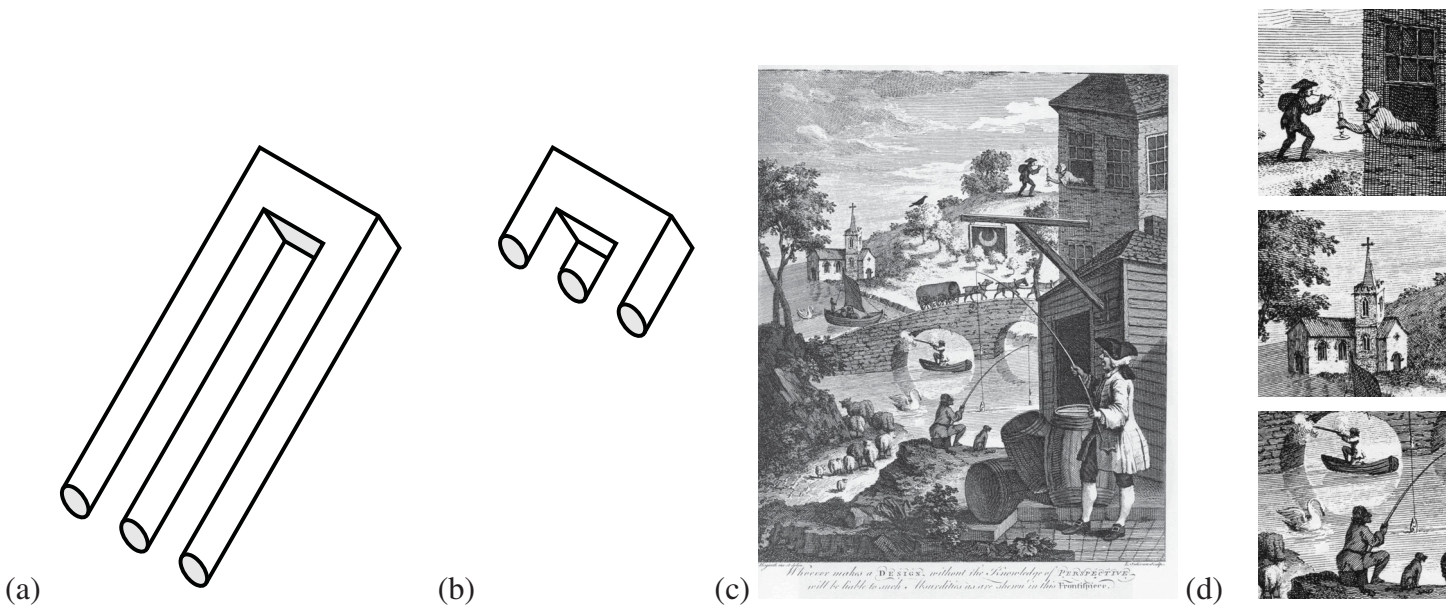 (a)
(b)
(c)
(d)
Whoever makes a DESIGN, without the Knowledge of PERSPECTIVE,
will be liable to such Absurdities as are shewn in this Frontispiece.